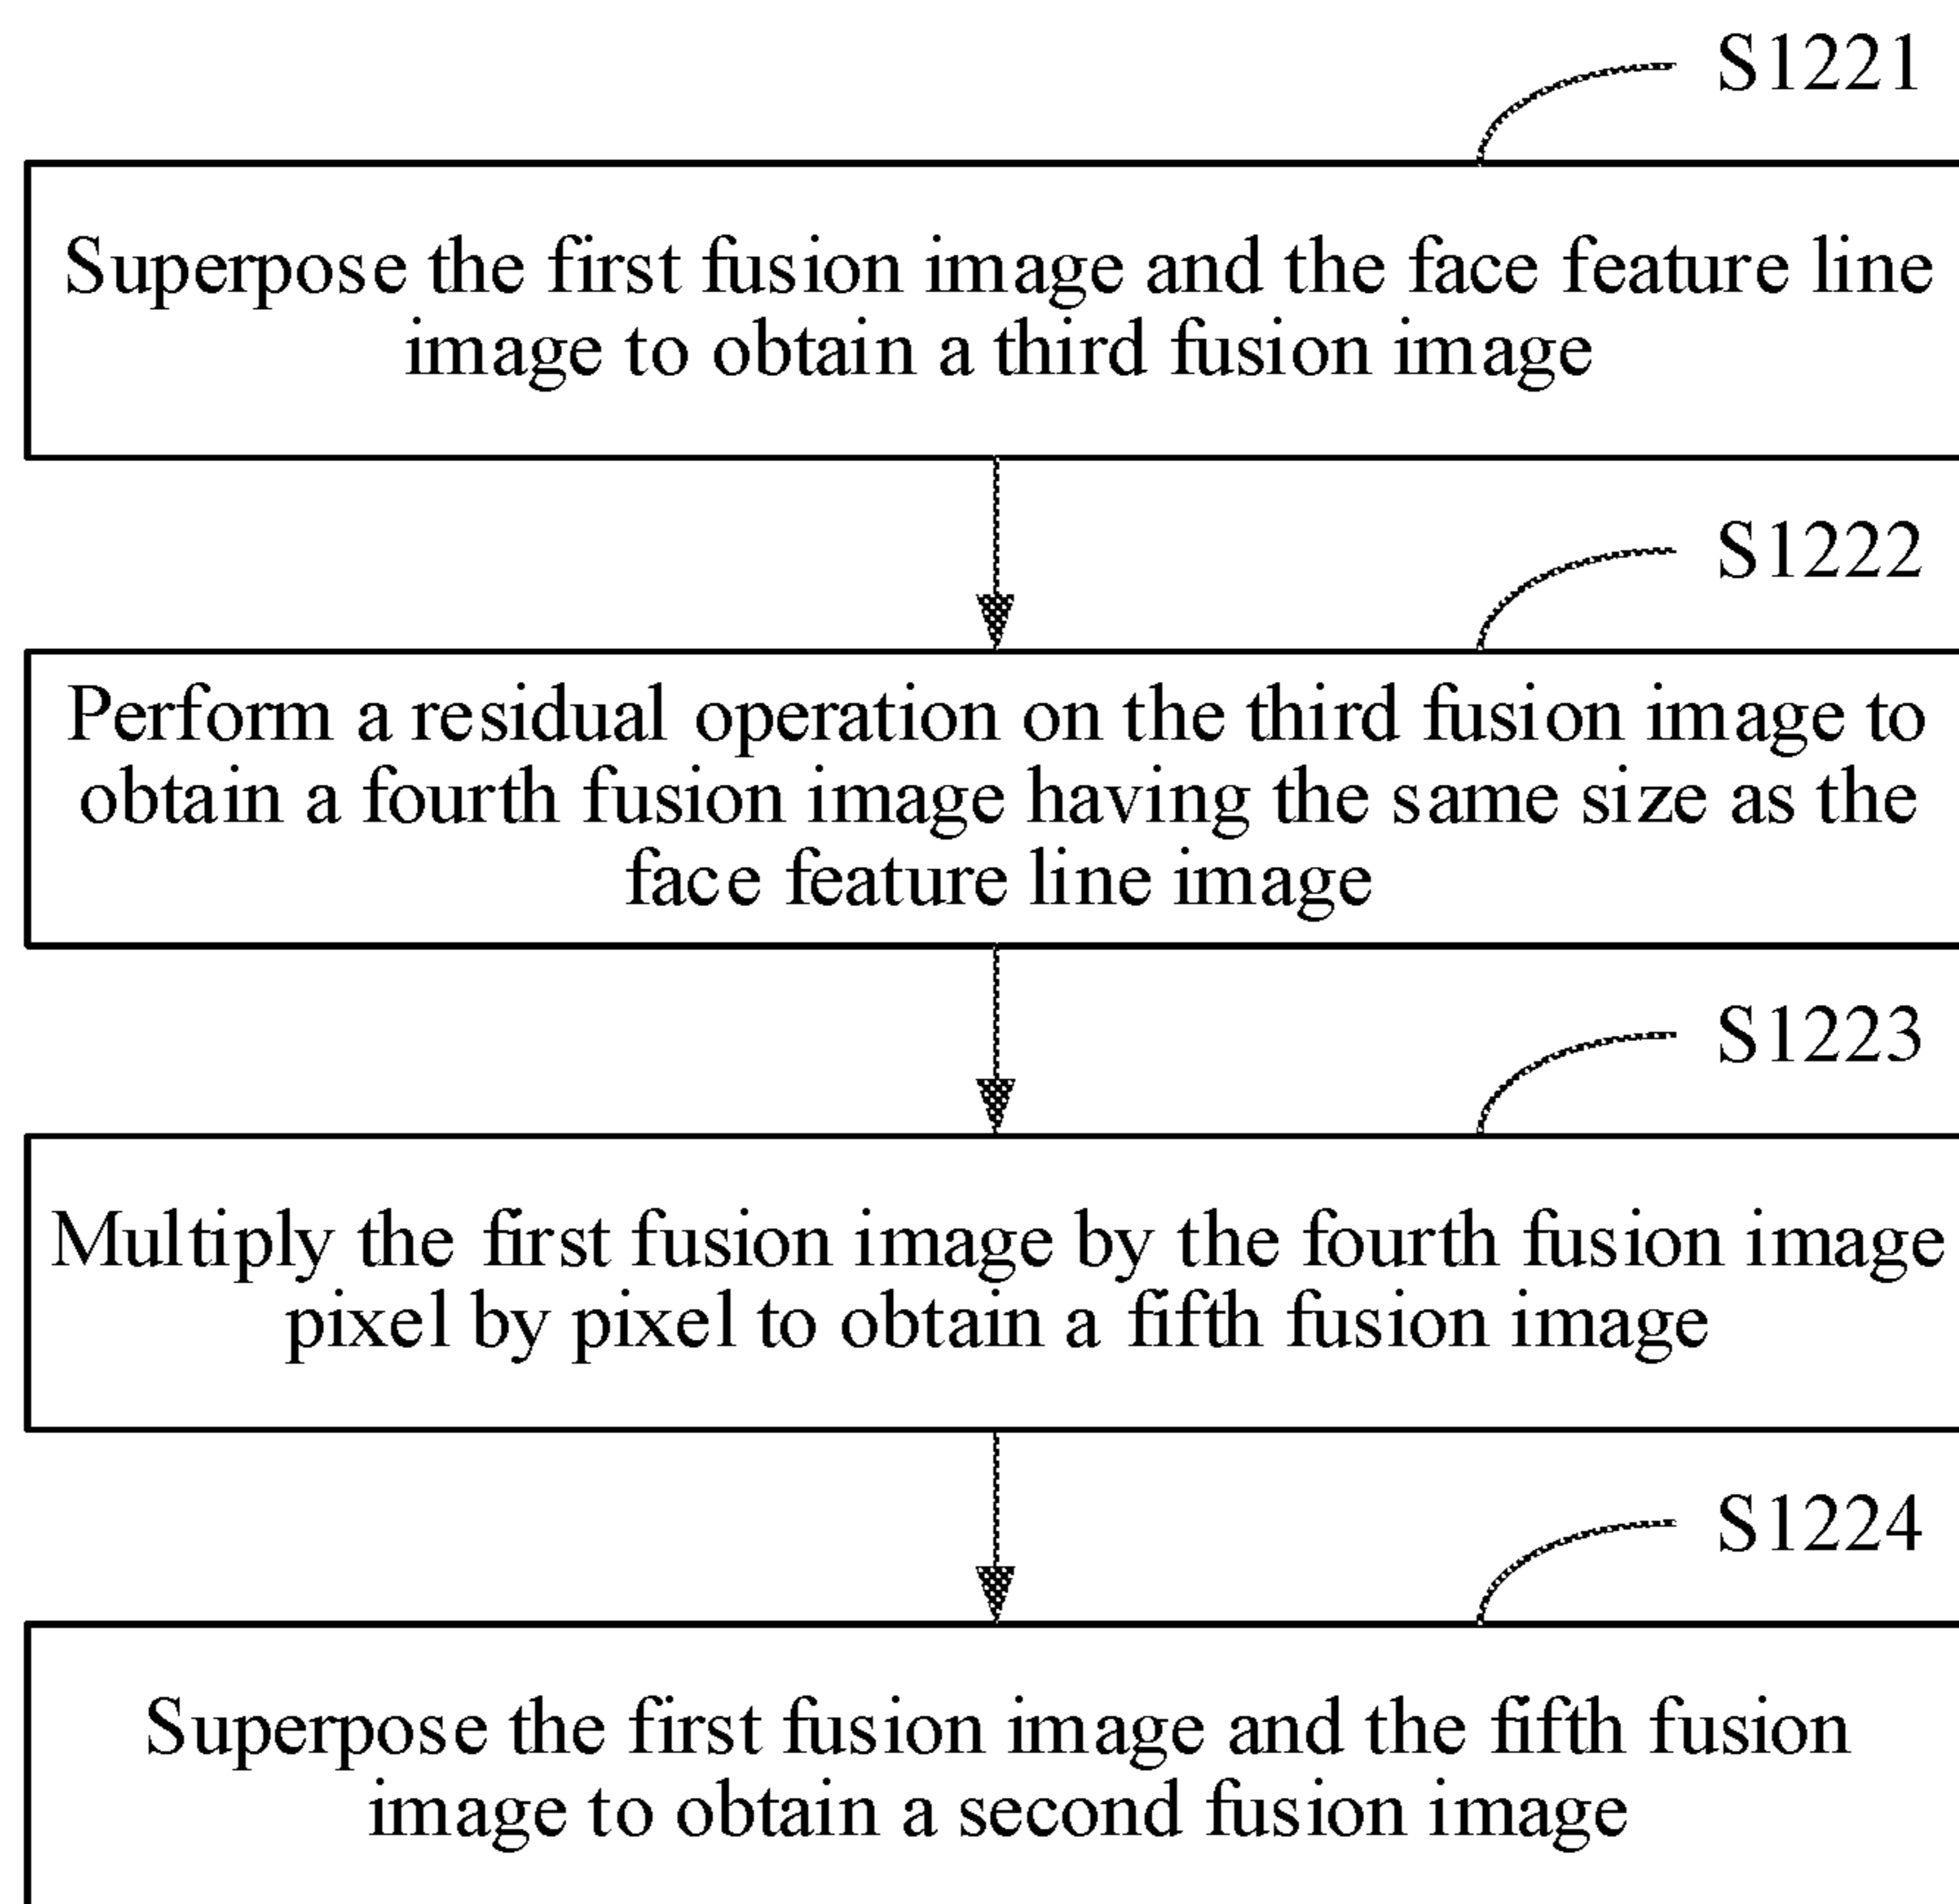 S1221
Superpose the first fusion image and the face feature line
image to obtain a third fusion image
S1222
Perform a residual operation on the third fusion image to
obtain a fourth fusion image having the same size as the
face feature line image
S1223
Multiply the first fusion image by the fourth fusion image
pixel by pixel to obtain a fifth fusion image
S1224
Superpose the first fusion image and the fifth fusion
image to obtain a second fusion image